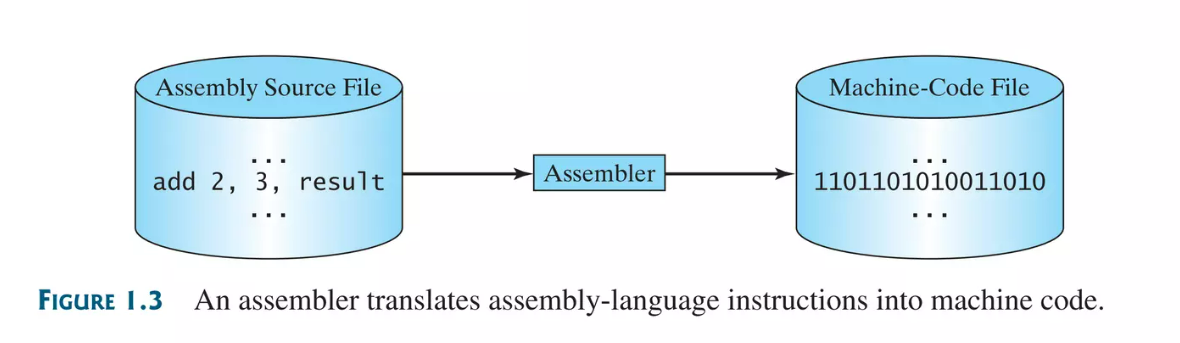 Assembly Source File
...
add 2, 3, result
...
Assembler
Machine-Code File
...
1101101010011010
...
FIGURE 1.3 An assembler translates assembly-language instructions into machine code.